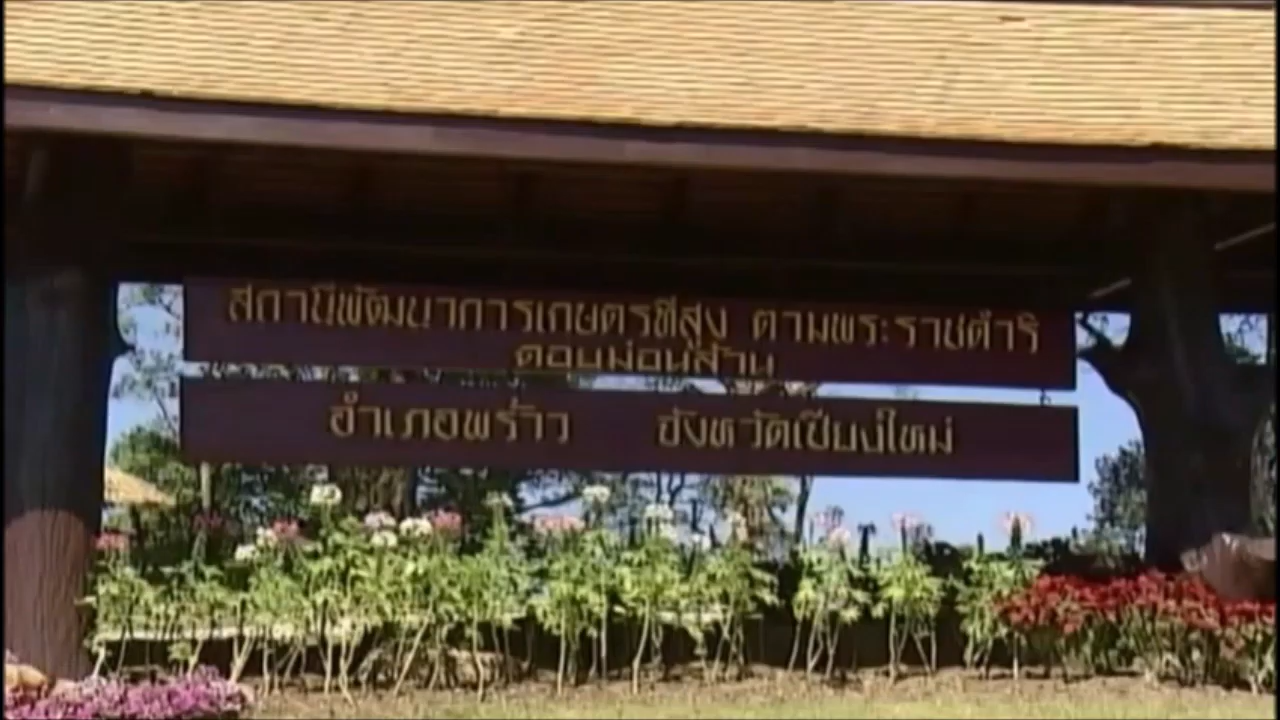 สถานีพัฒนาการเกษตรที่สูง ตามพระราชดำริ
ดอยม่อนล้าน
อำเภอพร้าว จังหวัดเชียงใหม่